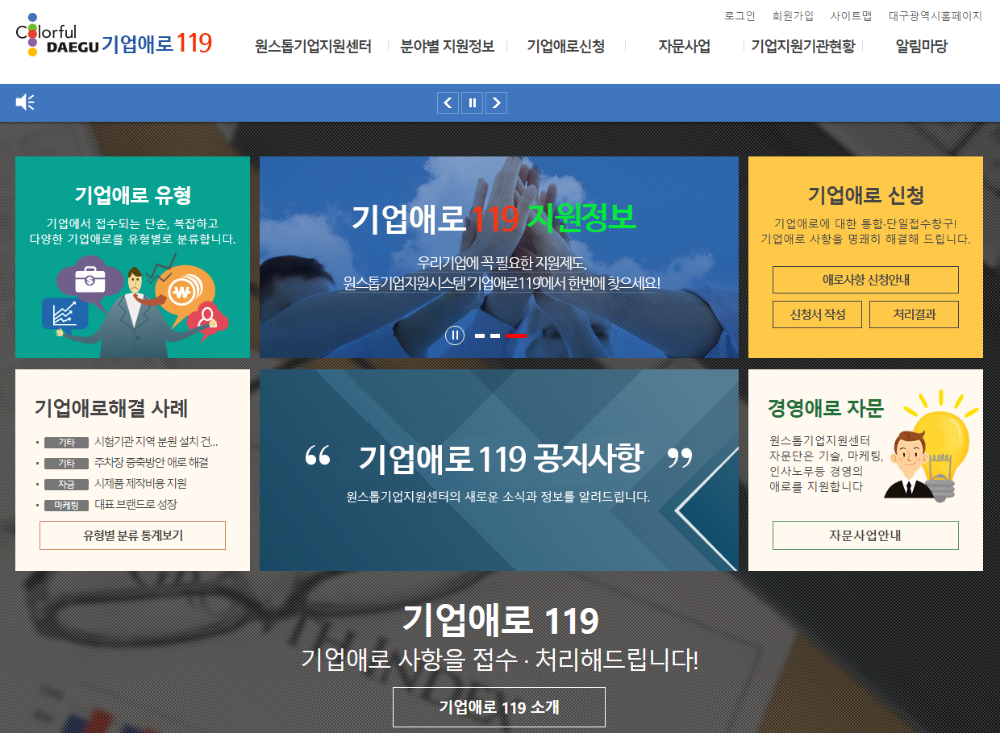 로그인 회원가입 사이트맵 대구광역시홈페이지
Colorful
DAEGU 기업애로 119
원스톱기업지원센터 분야별 지원정보 기업애로신청 자문사업 기업지원기관현황 알림마당
기업애로 유형
기업에서 접수되는 단순, 복잡하고
다양한 기업애로를 유형별로 분류합니다.
기업애로 119 지원정보
우리기업에 꼭 필요한 지원제도,
원스톱기업지원시스템 '기업애로119'에서 한번에 찾으세요!
기업애로 신청
기업애로에 대한 통합·단일접수창구!
기업애로 사항을 명쾌히 해결해 드립니다.
애로사항 신청안내
신청서 작성 처리결과
기업애로해결 사례
기타 시험기관 지역 분원 설치 건...
기타 주차장 증축방안 애로 해결
자금 시제품 제작비용 지원
마케팅 대표 브랜드로 성장
유형별 분류 통계보기
“ 기업애로 119 공지사항 ”
원스톱기업지원센터의 새로운 소식과 정보를 알려드립니다.
경영애로 자문
원스톱기업지원센터
자문단은 기술, 마케팅,
인사노무등 경영의
애로를 지원합니다
자문사업안내
기업애로 119
기업애로 사항을 접수 · 처리해드립니다!
기업애로 119 소개